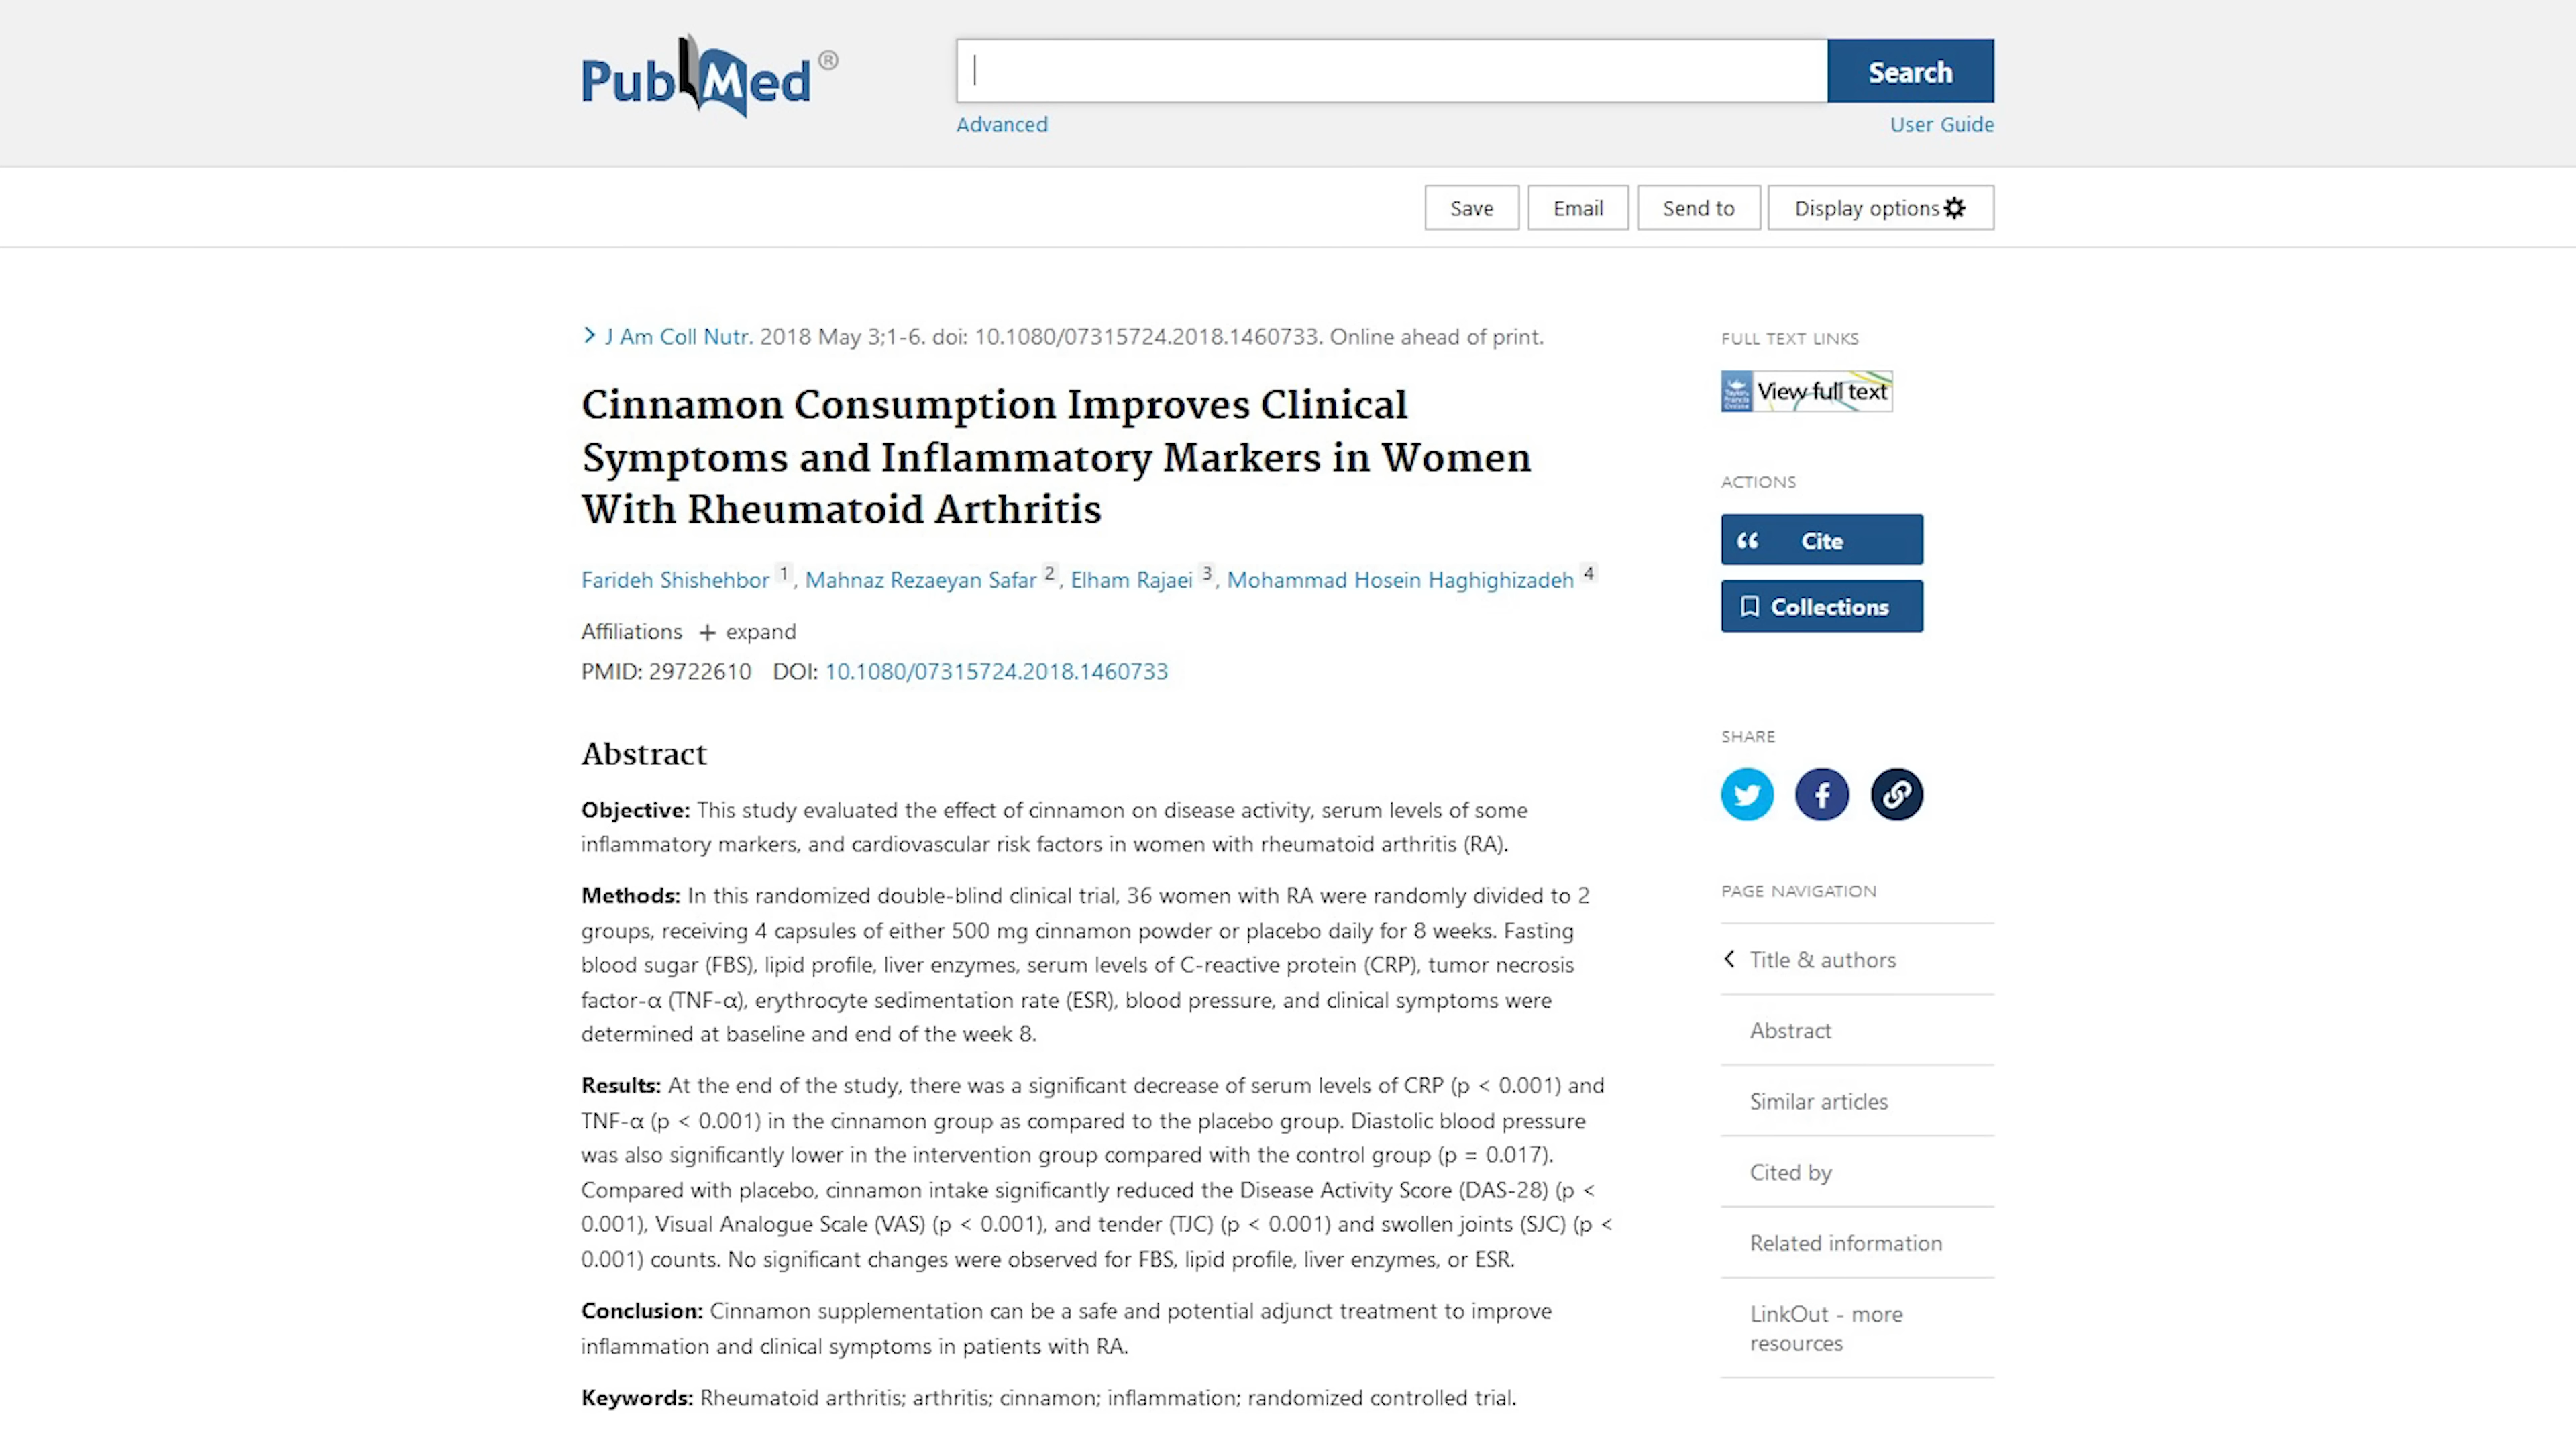 PubMed®
Search
Advanced
User Guide
Save
Email
Send to
Display options
J Am Coll Nutr. 2018 May 3;1-6. doi: 10.1080/07315724.2018.1460733. Online ahead of print.
Cinnamon Consumption Improves Clinical
Symptoms and Inflammatory Markers in Women
With Rheumatoid Arthritis
Farideh Shishehbor 1, Mahnaz Rezaeyan Safar 2, Elham Rajaei 3, Mohammad Hosein Haghighizadeh 4
Affiliations + expand
PMID: 29722610 DOI: 10.1080/07315724.2018.1460733
Abstract
Objective: This study evaluated the effect of cinnamon on disease activity, serum levels of some
inflammatory markers, and cardiovascular risk factors in women with rheumatoid arthritis (RA).
Methods: In this randomized double-blind clinical trial, 36 women with RA were randomly divided to 2
groups, receiving 4 capsules of either 500 mg cinnamon powder or placebo daily for 8 weeks. Fasting
blood sugar (FBS), lipid profile, liver enzymes, serum levels of C-reactive protein (CRP), tumor necrosis
factor-α (TNF-α), erythrocyte sedimentation rate (ESR), blood pressure, and clinical symptoms were
determined at baseline and end of the week 8.
Results: At the end of the study, there was a significant decrease of serum levels of CRP (p < 0.001) and
TNF-α (p < 0.001) in the cinnamon group as compared to the placebo group. Diastolic blood pressure
was also significantly lower in the intervention group compared with the control group (p = 0.017).
Compared with placebo, cinnamon intake significantly reduced the Disease Activity Score (DAS-28) (p <
0.001), Visual Analogue Scale (VAS) (p < 0.001), and tender (TJC) (p < 0.001) and swollen joints (SJC) (p <
0.001) counts. No significant changes were observed for FBS, lipid profile, liver enzymes, or ESR.
Conclusion: Cinnamon supplementation can be a safe and potential adjunct treatment to improve
inflammation and clinical symptoms in patients with RA.
Keywords: Rheumatoid arthritis; arthritis; cinnamon; inflammation; randomized controlled trial.
FULL TEXT LINKS
Taylor & Francis Online View full text
ACTIONS
Cite
Collections
SHARE
PAGE NAVIGATION
Title & authors
Abstract
Similar articles
Cited by
Related information
LinkOut - more
resources